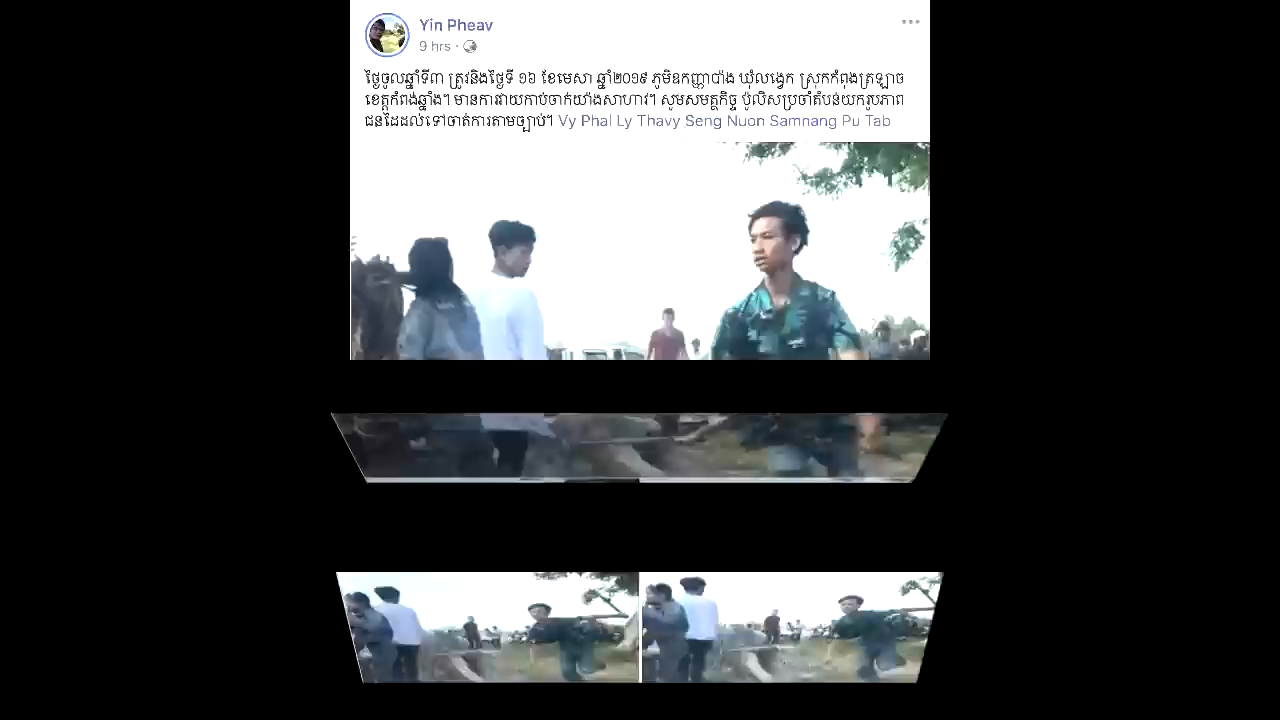 Yin Pheav
9 hrs ·
ថ្ងៃចូលឆ្នាំទី៣ ត្រូវនិងថ្ងៃទី ១៦ ខែមេសា ឆ្នាំ២០១៩ ភូមិឧកញ្ញាប៉ាង ឃុំលង្វែក ស្រុកកំពុងត្រឡាច
ខេត្តកំពង់ឆ្នាំង។ មានការវាយកាប់ចាក់យ៉ាងសាហាវ។ សូមសមត្ថកិច្ច ប៉ូលិសប្រចាំតំបន់យករូបភាព
ជនដៃដល់ទៅចាត់ការតាមច្បាប់។ Vy Phal Ly Thavy Seng Nuon Samnang Pu Tab